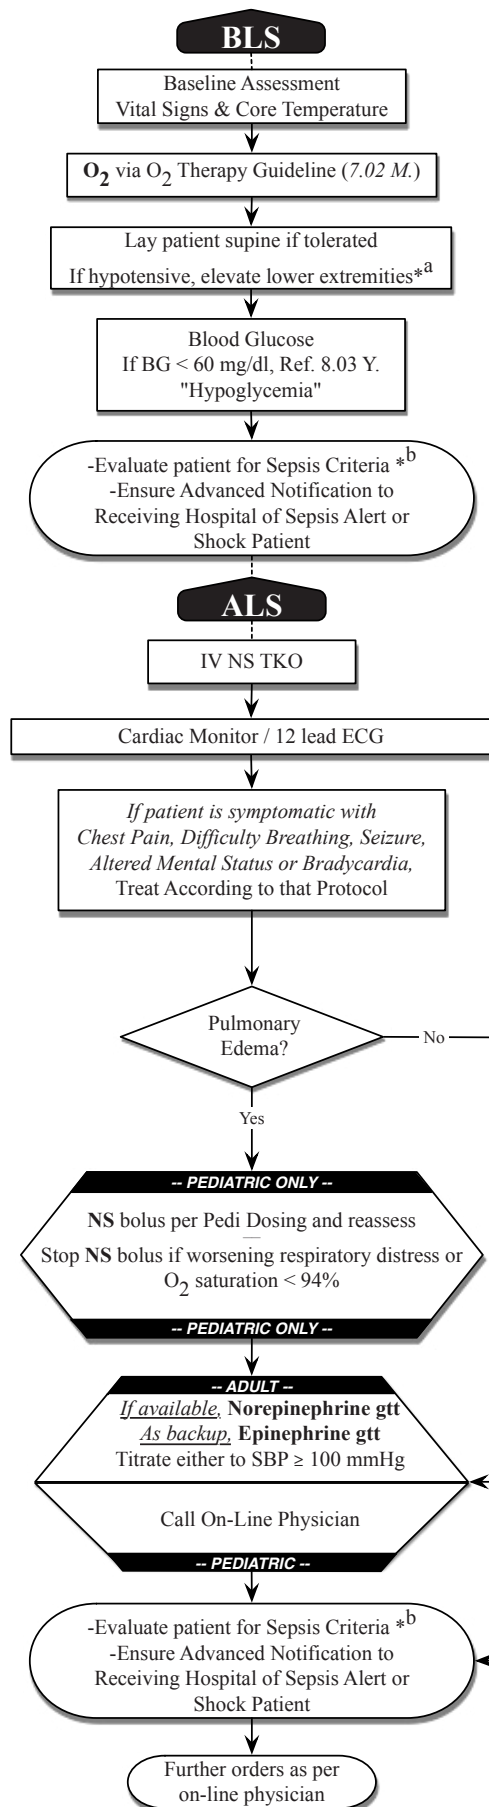 BLS
Baseline Assessment
Vital Signs & Core Temperature
O2 via O2 Therapy Guideline (7.02 M.)
Lay patient supine if tolerated
If hypotensive, elevate lower extremities*a
Blood Glucose
If BG < 60 mg/dl, Ref. 8.03 Y.
"Hypoglycemia"
-Evaluate patient for Sepsis Criteria *b
-Ensure Advanced Notification to
Receiving Hospital of Sepsis Alert or
Shock Patient
ALS
IV NS TKO
Cardiac Monitor / 12 lead ECG
If patient is symptomatic with
Chest Pain, Difficulty Breathing, Seizure,
Altered Mental Status or Bradycardia,
Treat According to that Protocol
Pulmonary
Edema?
No
Yes
-- PEDIATRIC ONLY --
NS bolus per Pedi Dosing and reassess
Stop NS bolus if worsening respiratory distress or
O2 saturation < 94%
-- PEDIATRIC ONLY --
-- ADULT --
If available, Norepinephrine gtt
As backup, Epinephrine gtt
Titrate either to SBP ≥ 100 mmHg
Call On-Line Physician
-- PEDIATRIC --
-Evaluate patient for Sepsis Criteria *b
-Ensure Advanced Notification to
Receiving Hospital of Sepsis Alert or
Shock Patient
Further orders as per
on-line physician